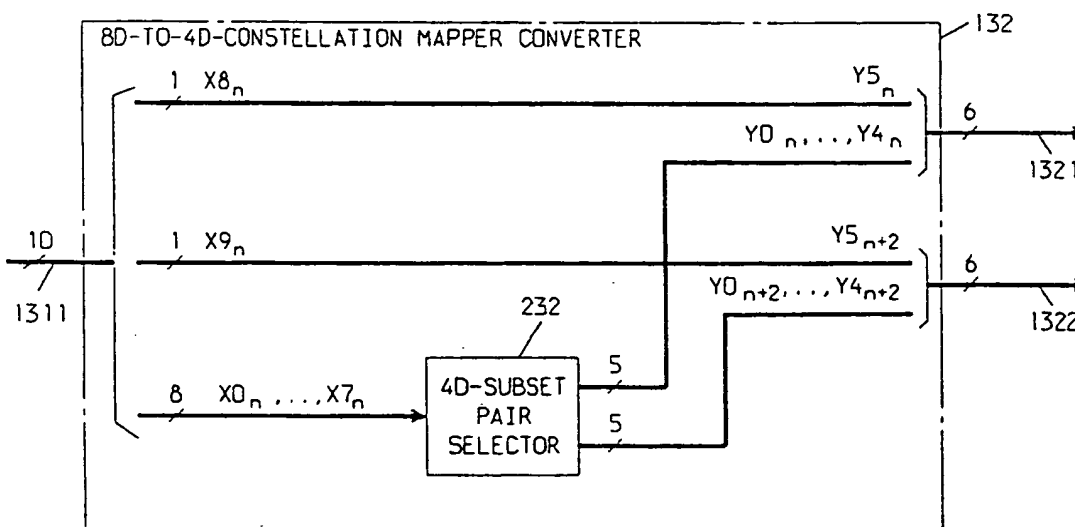 132
8D-TO-4D-CONSTELLATION MAPPER CONVERTER
1 X8n Y5n
6
Y0n,...,Y4n
1321
10
1 X9n Y5n+2
6
1311
Y0n+2,...,Y4n+2
1322
232
8 X0n,...,X7n
4D-SUBSET
PAIR
SELECTOR
5
5